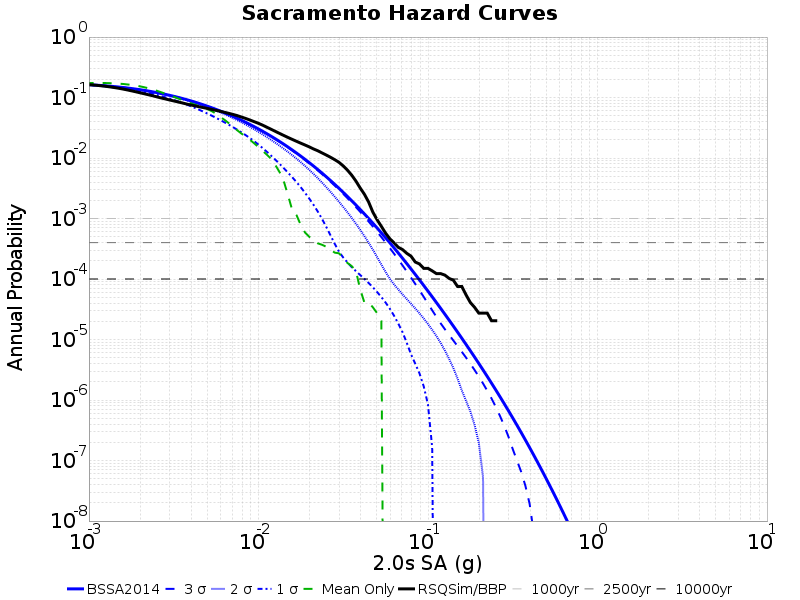 Sacramento Hazard Curves
10^0
10^-1
10^-2
10^-3
10^-4
10^-5
10^-6
10^-7
10^-8
Annual Probability
10^-3 10^-2 10^-1 10^0 10^1
2.0s SA (g)
BSSA2014 3 σ 2 σ 1 σ Mean Only RSQSim/BBP 1000yr 2500yr 10000yr